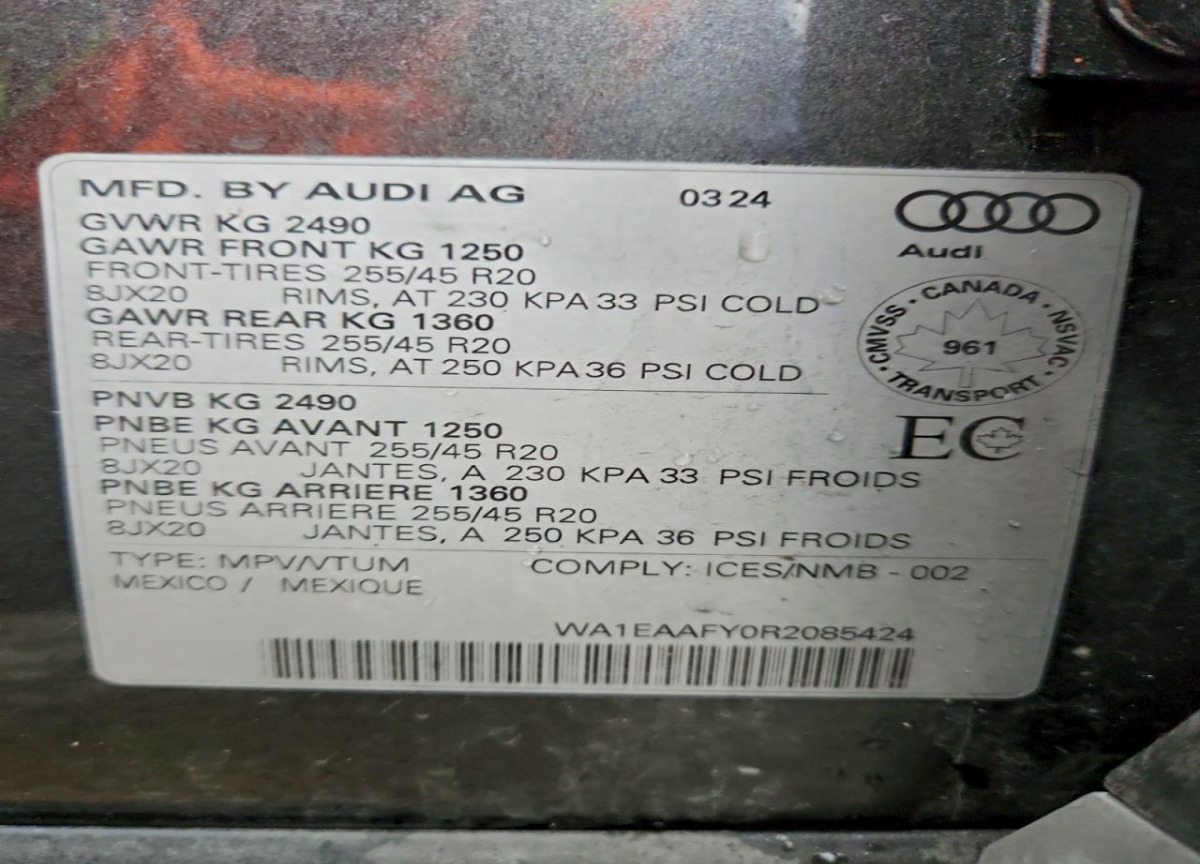 MFD. BY AUDI AG 03 24
Audi
GVWR KG 2490
GAWR FRONT KG 1250
FRONT-TIRES 255/45 R20
8JX20 RIMS, AT 230 KPA 33 PSI COLD
GAWR REAR KG 1360
REAR-TIRES 255/45 R20
8JX20 RIMS, AT 250 KPA 36 PSI COLD
CANADA · NSVAC · TRANSPORT · CMVSS ·
961
PNVB KG 2490
PNBE KG AVANT 1250
PNEUS AVANT 255/45 R20
8JX20 JANTES, A 230 KPA 33 PSI FROIDS
PNBE KG ARRIERE 1360
PNEUS ARRIERE 255/45 R20
8JX20 JANTES, A 250 KPA 36 PSI FROIDS
EC
TYPE: MPV/VTUM COMPLY: ICES/NMB - 002
MEXICO / MEXIQUE
WA1EAAFY0R2085424